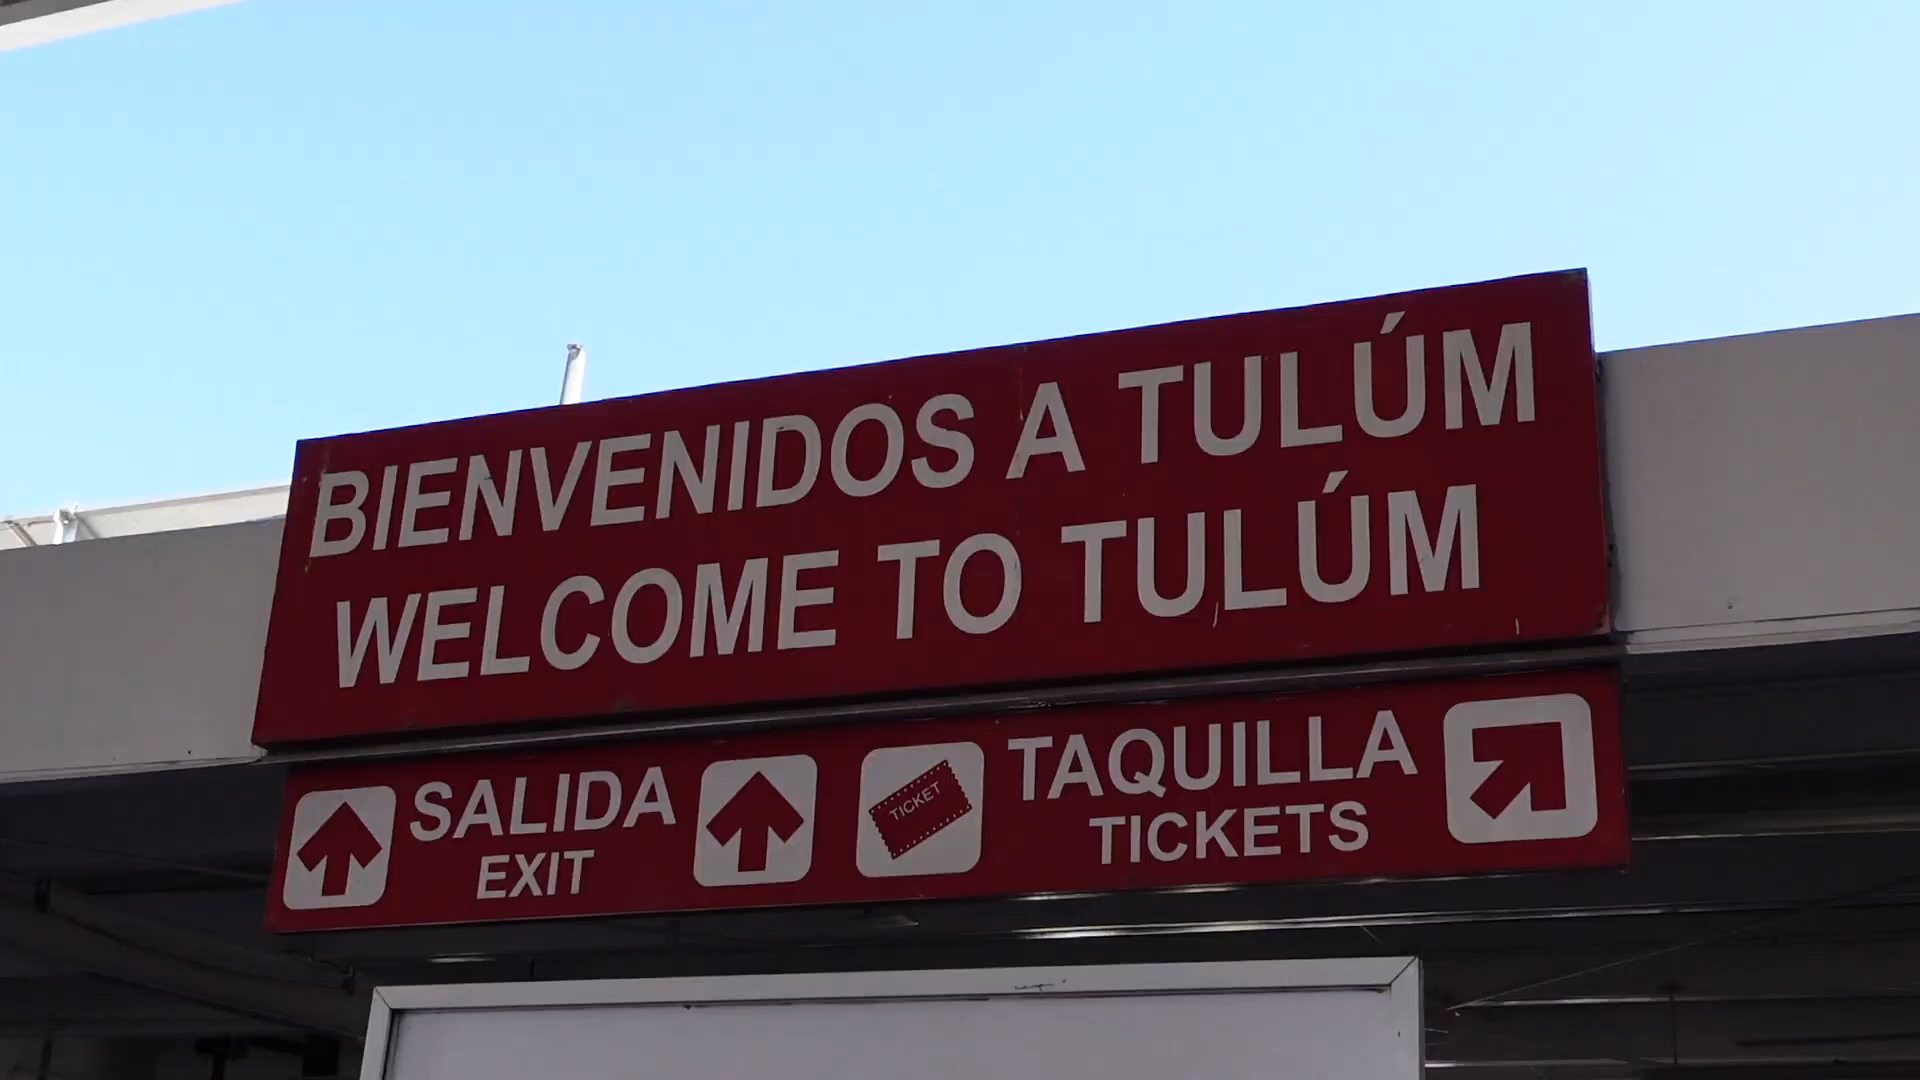 BIENVENIDOS A TULÚM
WELCOME TO TULÚM
SALIDA
EXIT
TICKET
TAQUILLA
TICKETS